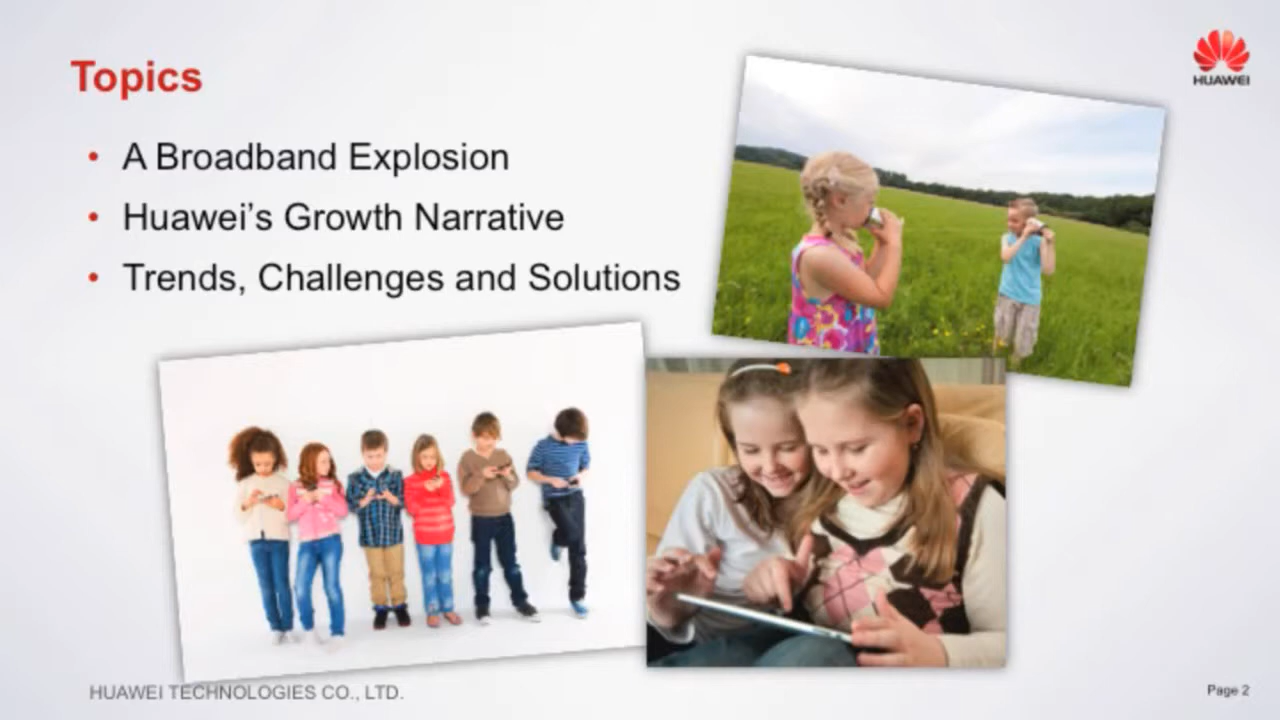 Topics
HUAWEI
• A Broadband Explosion
• Huawei’s Growth Narrative
• Trends, Challenges and Solutions
HUAWEI TECHNOLOGIES CO., LTD.
Page 2